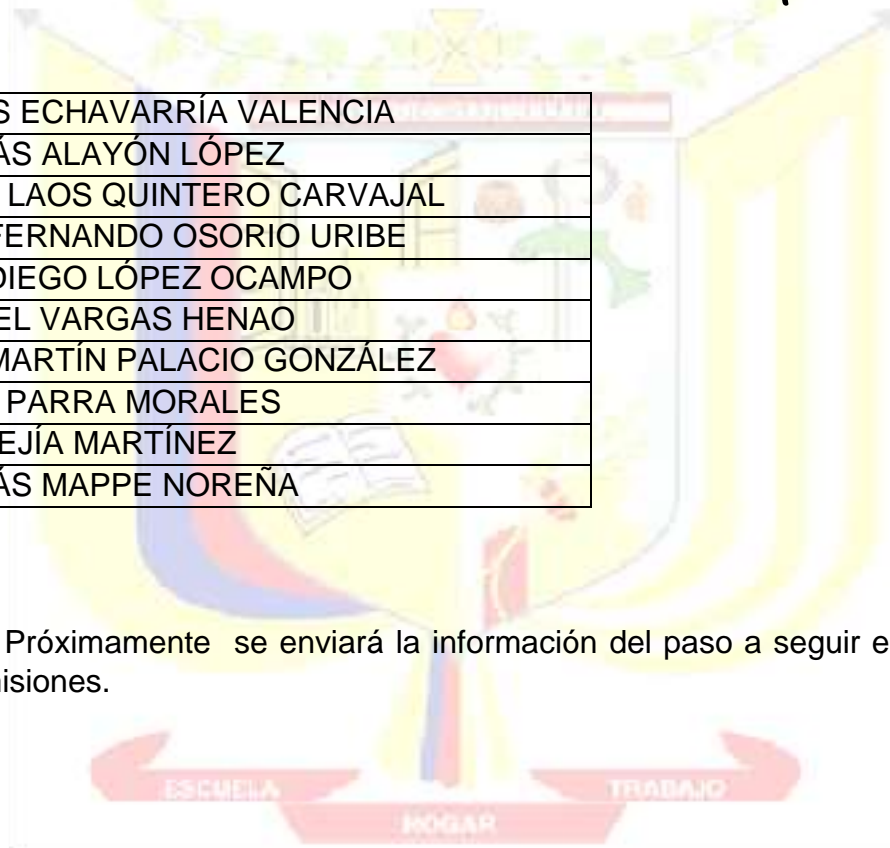 S ECHAVARRÍA VALENCIA
ÁS ALAYÓN LÓPEZ
LAOS QUINTERO CARVAJAL
FERNANDO OSORIO URIBE
DIEGO LÓPEZ OCAMPO
EL VARGAS HENAO
MARTÍN PALACIO GONZÁLEZ
PARRA MORALES
EJÍA MARTÍNEZ
ÁS MAPPE NOREÑA
Próximamente se enviará la información del paso a seguir e
isiones.
ESCUELA
TRABAJO
HOGAR